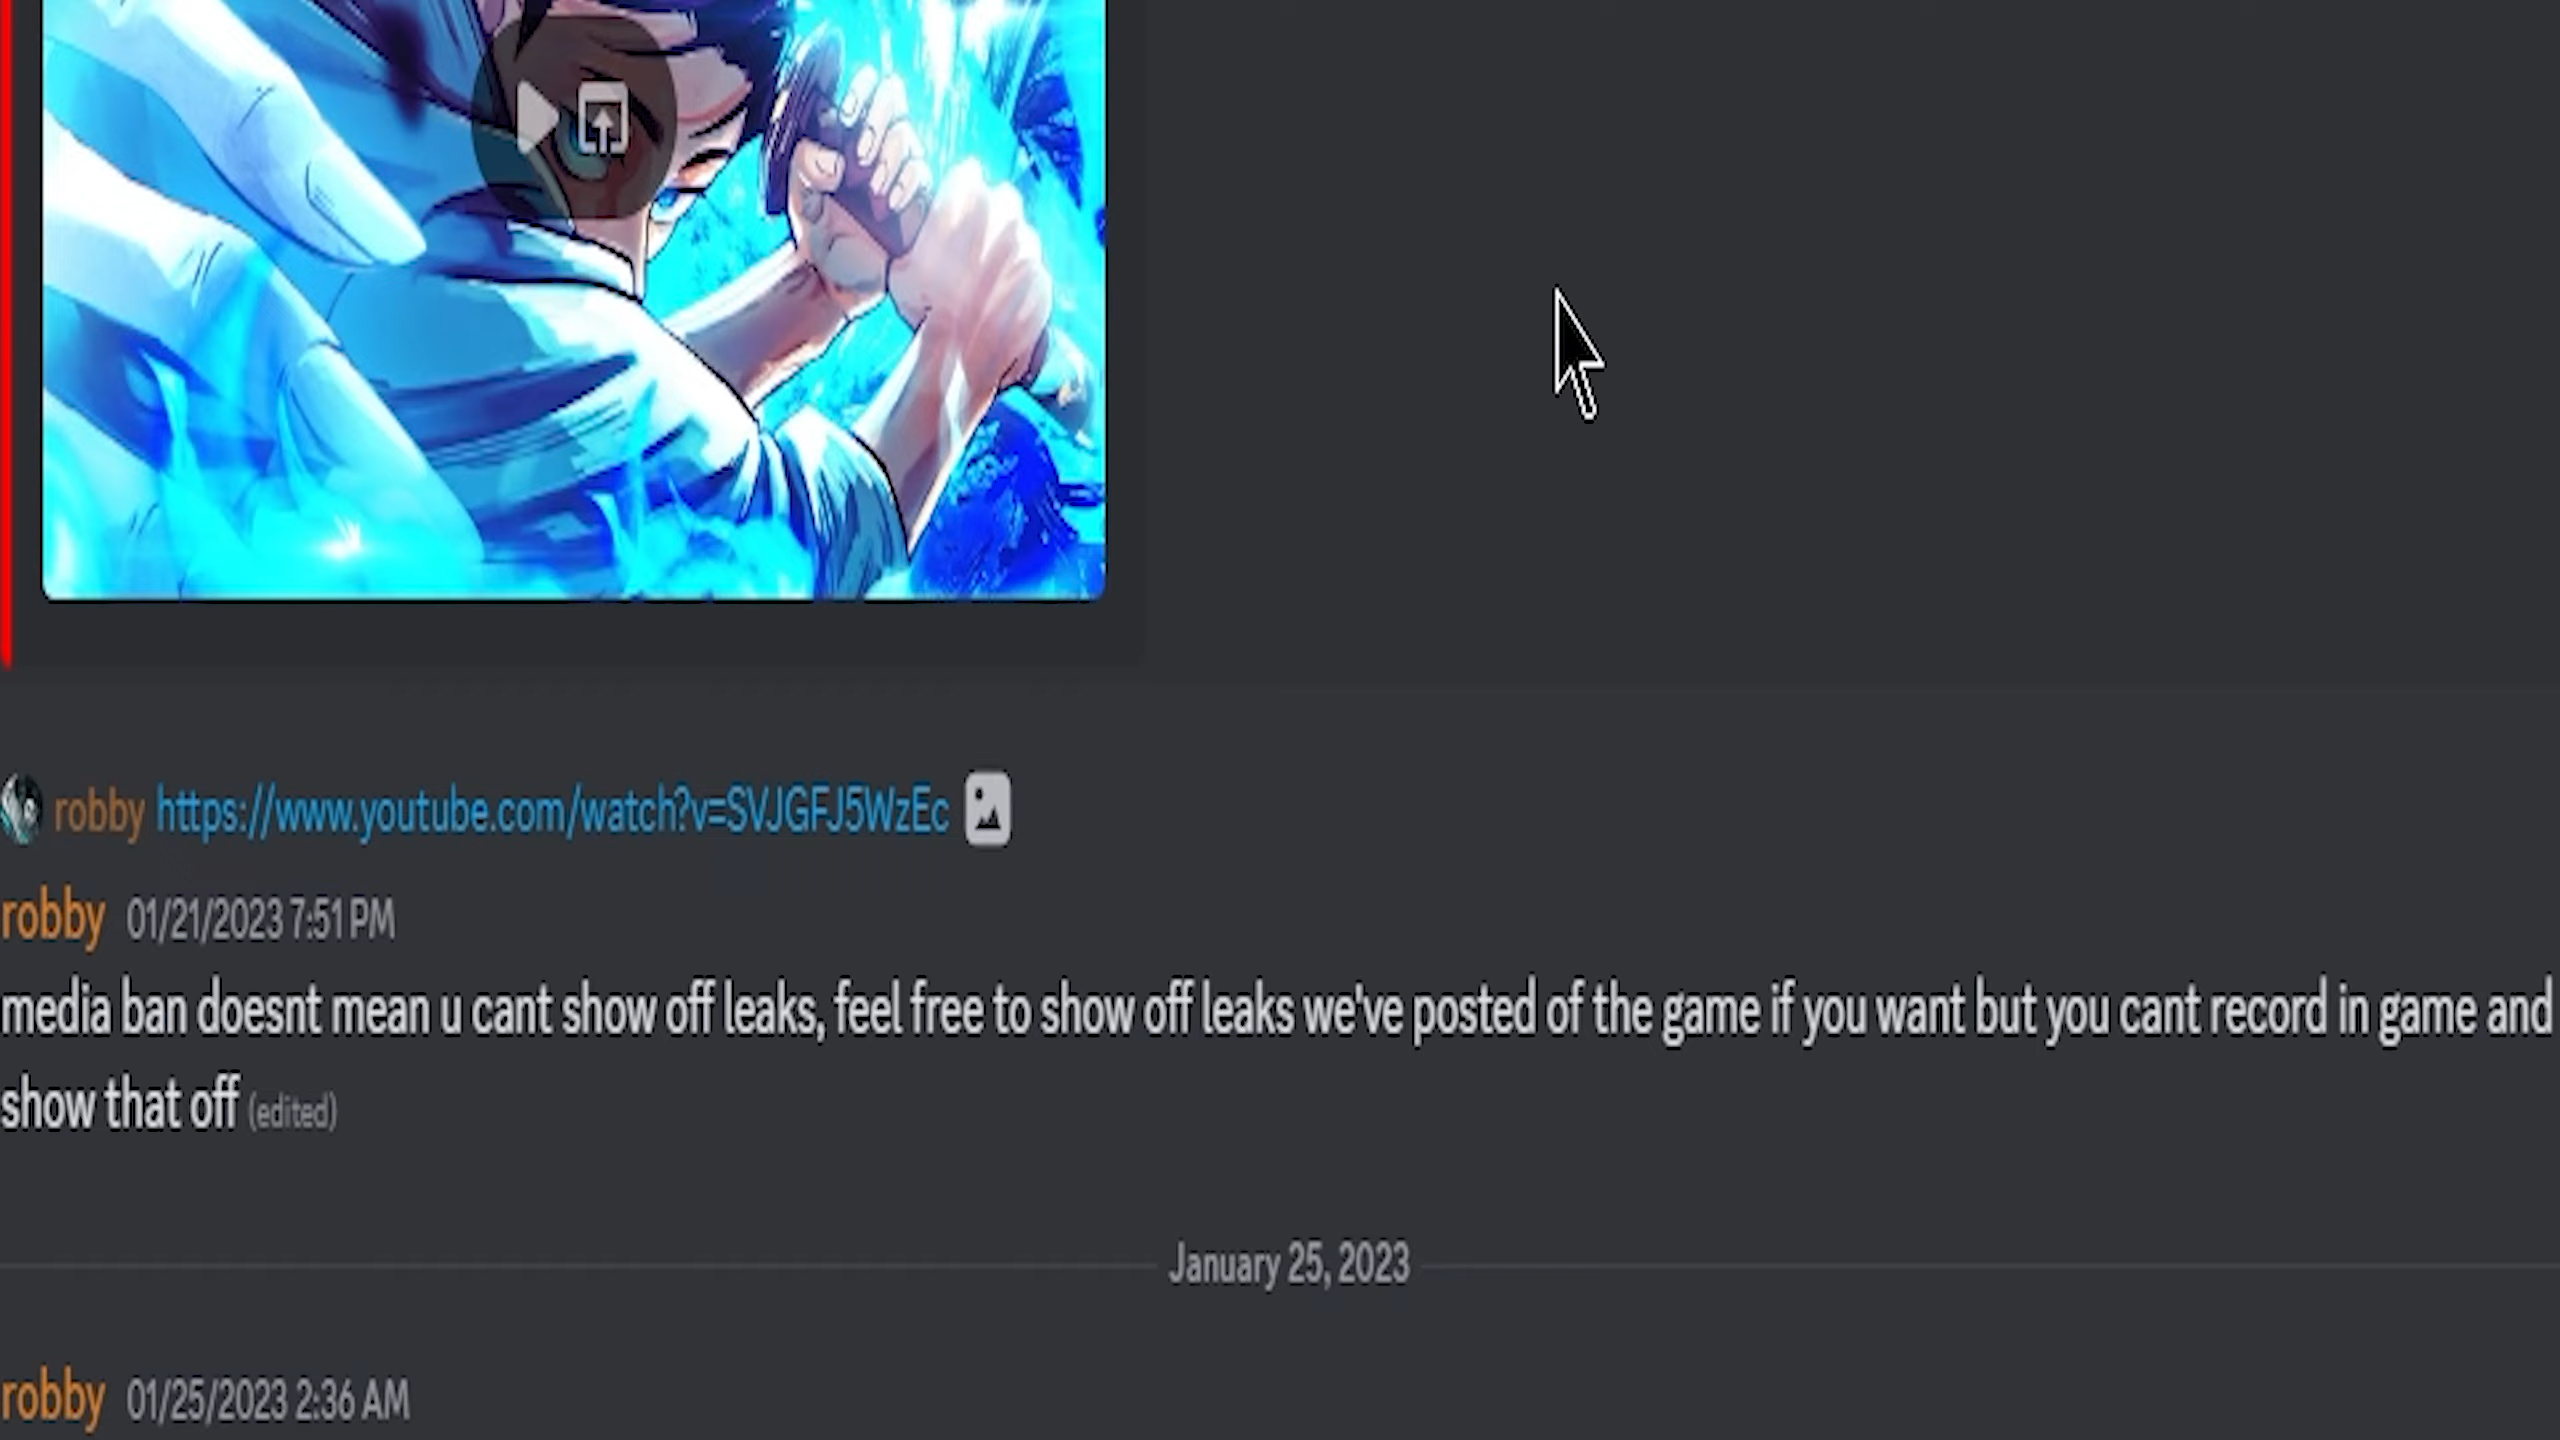 robby https://www.youtube.com/watch?v=SVJGFJ5WzEc
robby 01/21/2023 7:51 PM
media ban doesnt mean u cant show off leaks, feel free to show off leaks we've posted of the game if you want but you cant record in game and
show that off (edited)
January 25, 2023
robby 01/25/2023 2:36 AM